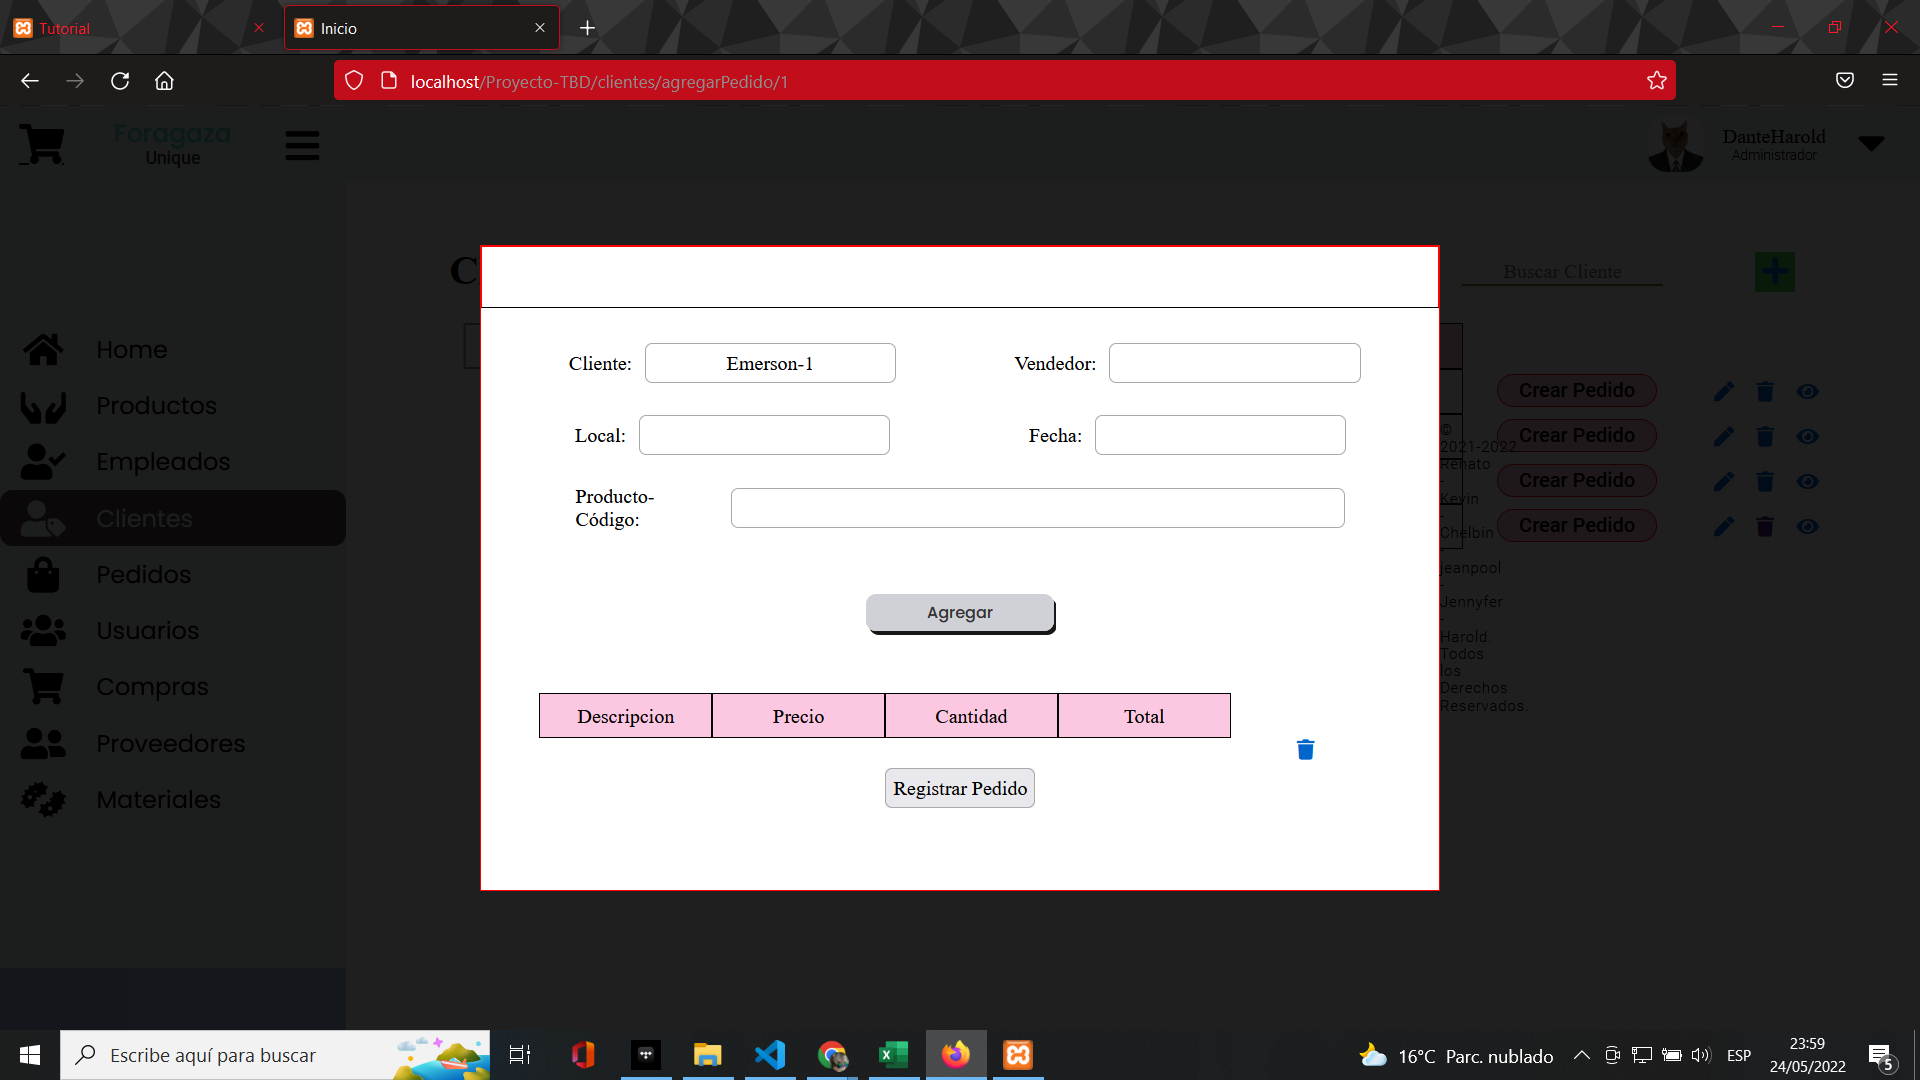 Tutorial
Inicio
localhost/Proyecto-TBD/clientes/agregarPedido/1
Foragaza
Unique
DanteHarold
Administrador
C
Buscar Cliente
Home
Productos
Empleados
Clientes
Pedidos
Usuarios
Compras
Proveedores
Materiales
Cliente: Emerson-1
Vendedor:
Local:
Fecha:
Producto-
Código:
Agregar
Descripcion Precio Cantidad Total
Registrar Pedido
Crear Pedido
Crear Pedido
Crear Pedido
Crear Pedido
©
2021-2022
Renato
-
Kevin
-
Chelbin
-
jeanpool
-
Jennyfer
-
Harold.
Todos
los
Derechos
Reservados.
Escribe aquí para buscar
16°C Parc. nublado
ESP
23:59
24/05/2022
5